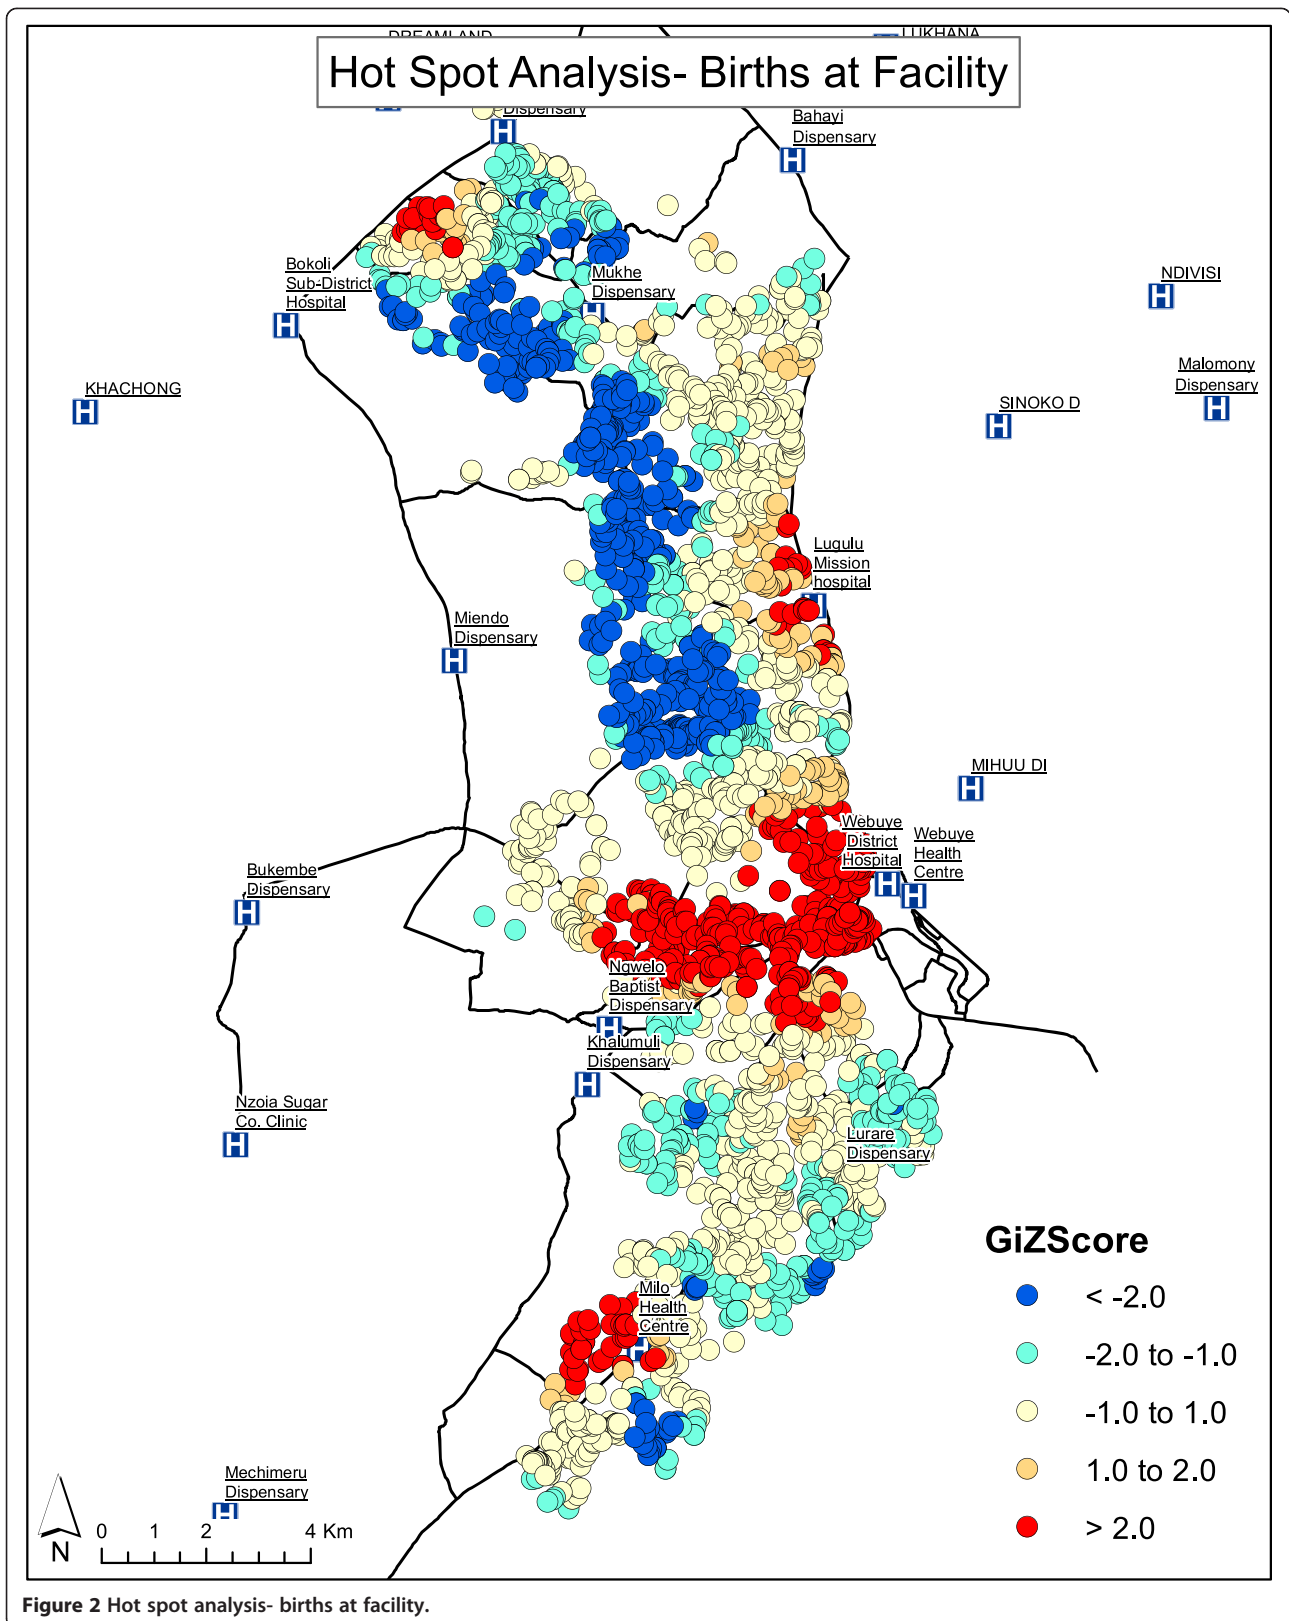 DREAMLAND
LUKHANA
Hot Spot Analysis- Births at Facility
Dispensary
H
Bahayi
Dispensary
H
Bokoli
Sub-District
Hospital
H
Mukhe
Dispensary
NDIVISI
H
KHACHONG
H
SINOKO D
H
Malomony
Dispensary
H
Lugulu
Mission
hospital
Miendo
Dispensary
H
MIHUU DI
H
Webuye
District
Hospital
H
Webuye
Health
Centre
H
Bukembe
Dispensary
H
Ngwelo
Baptist
Dispensary
H
Khalumuli
Dispensary
H
Nzoia Sugar
Co. Clinic
H
Lurare
Dispensary
Milo
Health
Centre
H
Mechimeru
Dispensary
H
GiZScore
< -2.0
-2.0 to -1.0
-1.0 to 1.0
1.0 to 2.0
> 2.0
N
0 1 2 4 Km
Figure 2 Hot spot analysis- births at facility.